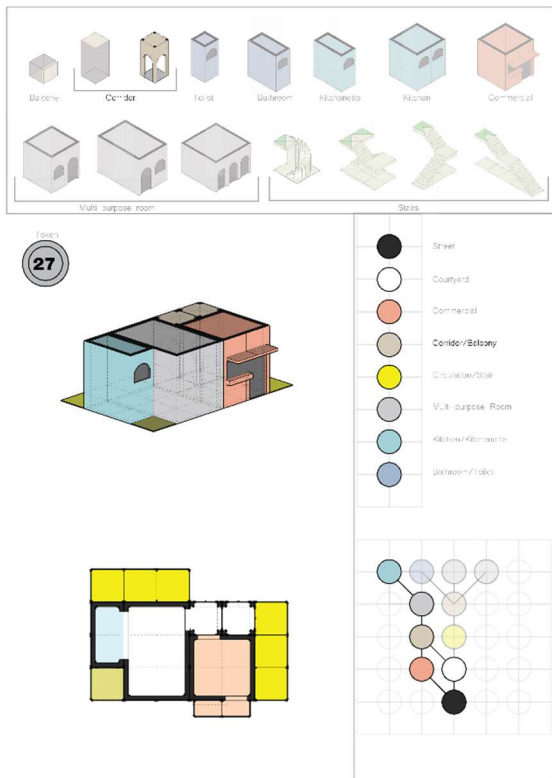 Balcony
Corridor
Toilet
Bathroom
Kitchenette
Kitchen
Commercial
Multi purpose room
Stairs
Token
27
Street
Courtyard
Commercial
Corridor/Balcony
Circulation/Stair
Multi-purpose Room
Kitchen/Kitchenette
Bathroom/Toilet